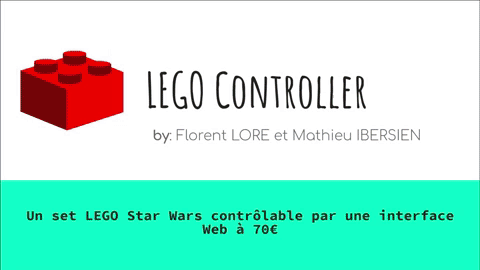 LEGO Controller
by: Florent LORE et Mathieu IBERSIEN
Un set LEGO Star Wars contrôlable par une interface
Web à 70€